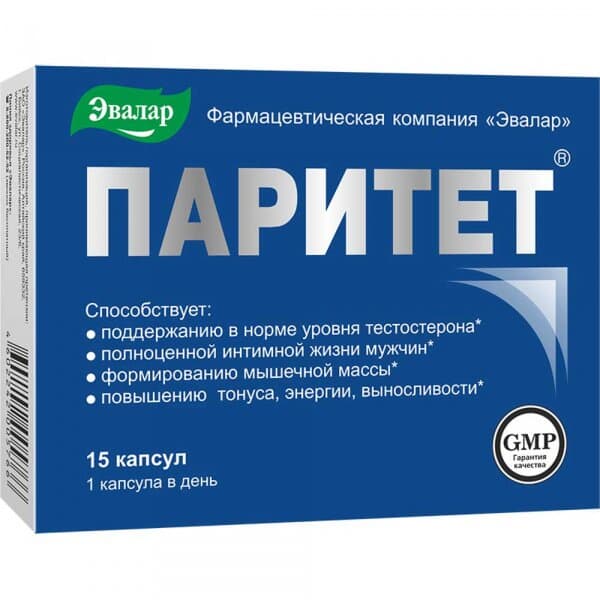 Эвалар
Фармацевтическая компания «Эвалар»
ПАРИТЕТ®
Способствует:
• поддержанию в норме уровня тестостерона*
• полноценной интимной жизни мужчин*
• формированию мышечной массы*
• повышению тонуса, энергии, выносливости*
15 капсул
1 капсула в день
GMP
Гарантия
качества